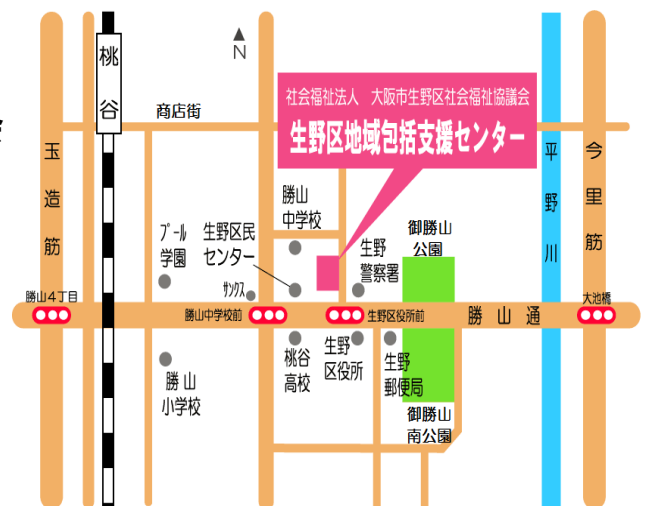 桃谷
N
商店街
社会福祉法人 大阪市生野区社会福祉協議会
生野区地域包括支援センター
玉造筋
平野川
今里筋
勝山
中学校
プール
学園
生野区民
センター
御勝山
公園
生野
警察署
サンクス
勝山4丁目
大池橋
勝山中学校前
生野区役所前
勝山通
勝山
小学校
桃谷
高校
生野
区役所
生野
郵便局
御勝山
南公園